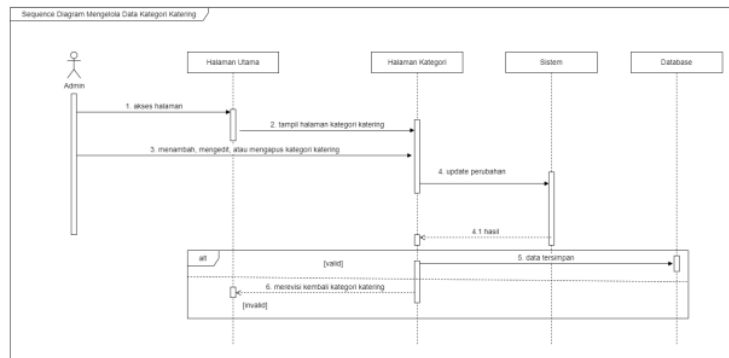 Sequence Diagram Mengelola Data Kategori Katering
Halaman Utama
Halaman Kategori
Sistem
Database
Admin
1. akses halaman
2. tampil halaman kategori katering
3. menambah, mengedit, atau mengapus kategori katering
4. update perubahan
4.1 hasil
alt
[valid]
5. data tersimpan
6. merevisi kembali kategori katering
[invalid]